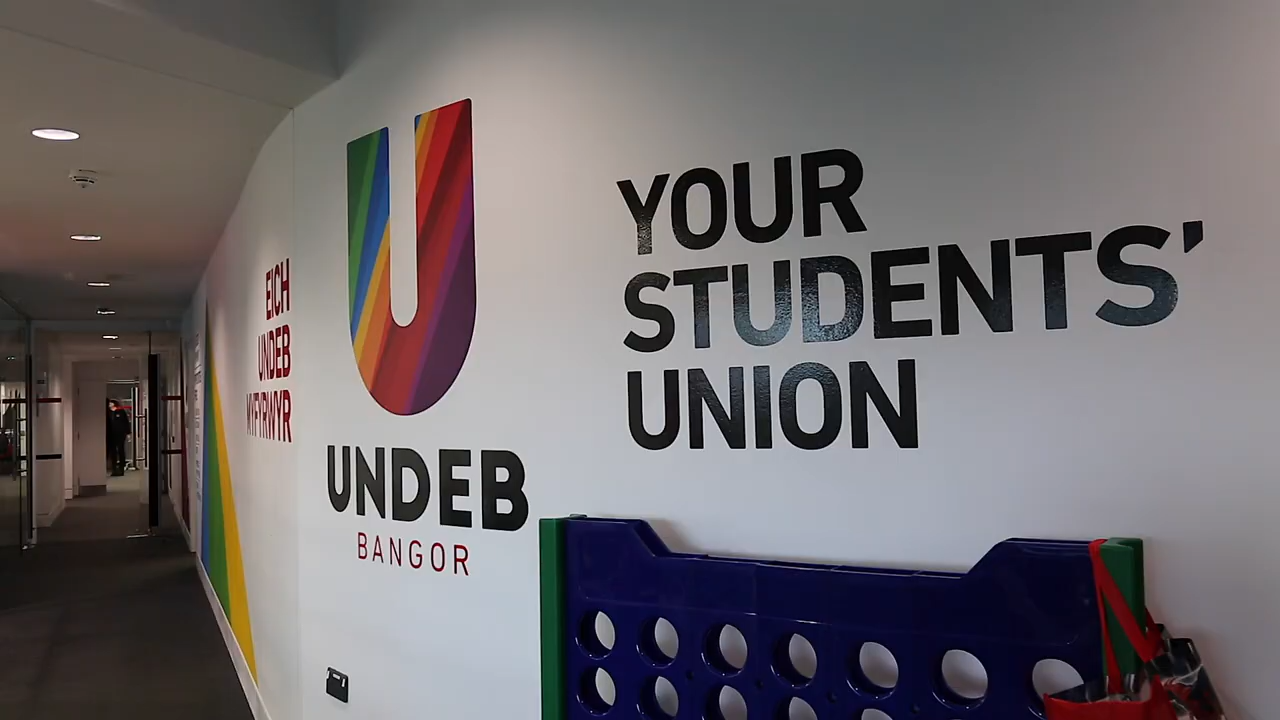 EICH
UNDEB
MYFYRWYR
U
UNDEB
BANGOR
YOUR
STUDENTS'
UNION